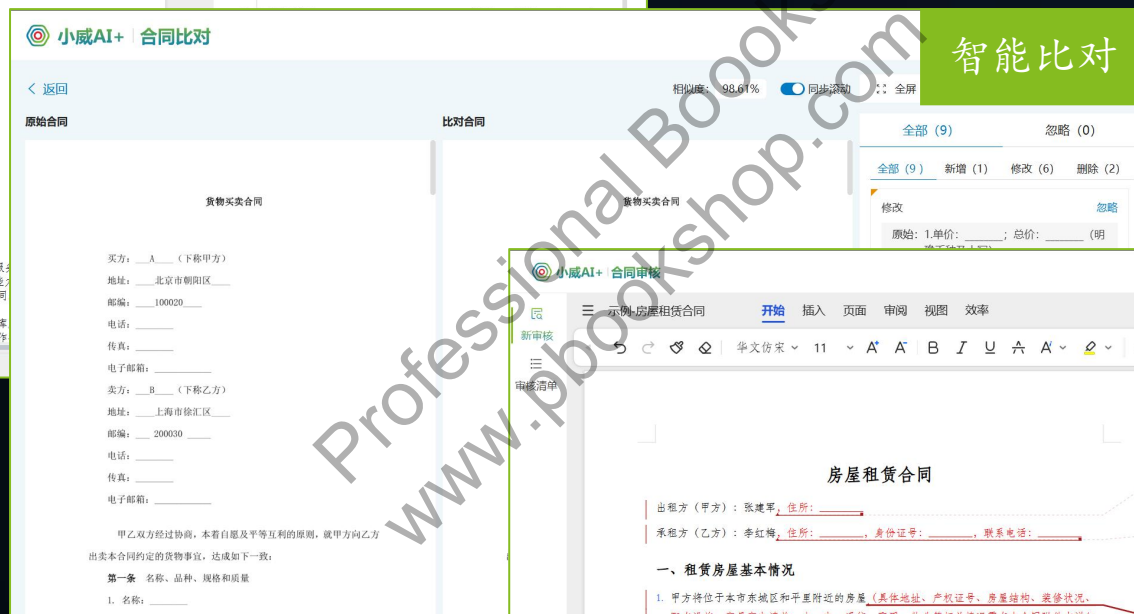 小威AI+ 合同比对
智能比对
< 返回
相似度: 98.61% 同步滚动 全屏
原始合同
比对合同
全部 (9) 忽略 (0)
全部 (9) 新增 (1) 修改 (6) 删除 (2)
修改 忽略
原始: 1.单价: ______; 总价: ______ (明
货物买卖合同
买方: ___A____ (下称甲方)
地址: ____北京市朝阳区____
邮编: ____100020____
电话: ________
传真: ________
电子邮箱: ____________
卖方: ___B____ (下称乙方)
地址: ____上海市徐汇区____
邮编: ___ 200030 _____
电话: ________
传真: ________
电子邮箱: ____________
甲乙双方经过协商,本着自愿及平等互利的原则,就甲方向乙方
出卖本合同约定的货物事宜,达成如下一致:
第一条 名称、品种、规格和质量
1. 名称: ________
货物买卖合同
小威AI+ 合同审核
新审核
审核清单
示例-房屋租赁合同 开始 插入 页面 审阅 视图 效率
华文仿宋 11 A+ A- B I U A A
房屋租赁合同
出租方(甲方): 张建军,住所: ________
承租方(乙方): 李红梅,住所: ________,身份证号: ________,联系电话: ________
一、租赁房屋基本情况
1. 甲方将位于本市东城区和平里附近的房屋(具体地址、产权证号、房屋结构、装修状况、
Professional Books
www.pbookshop.com